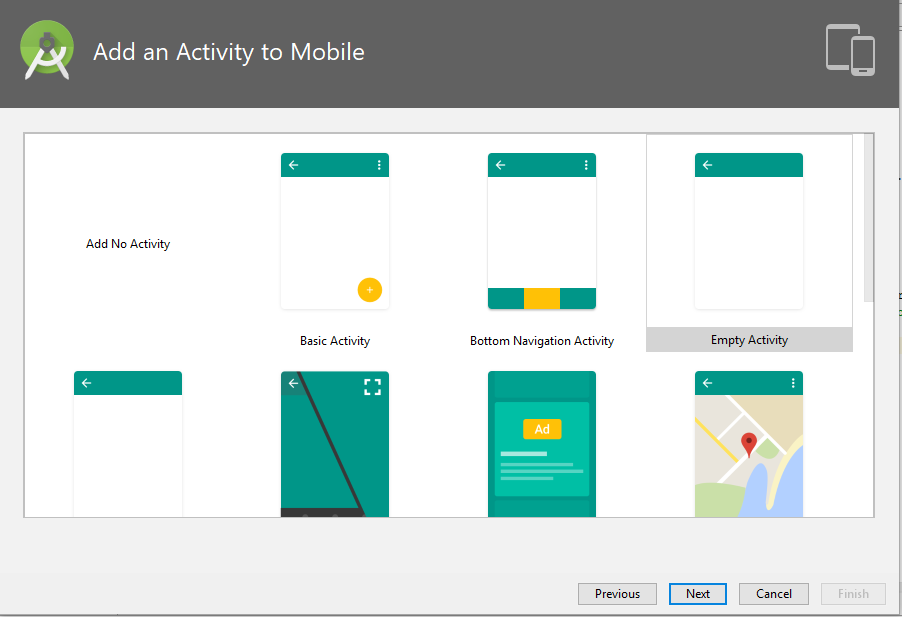 Add an Activity to Mobile
Add No Activity
Basic Activity
Bottom Navigation Activity
Empty Activity
Ad
Previous
Next
Cancel
Finish